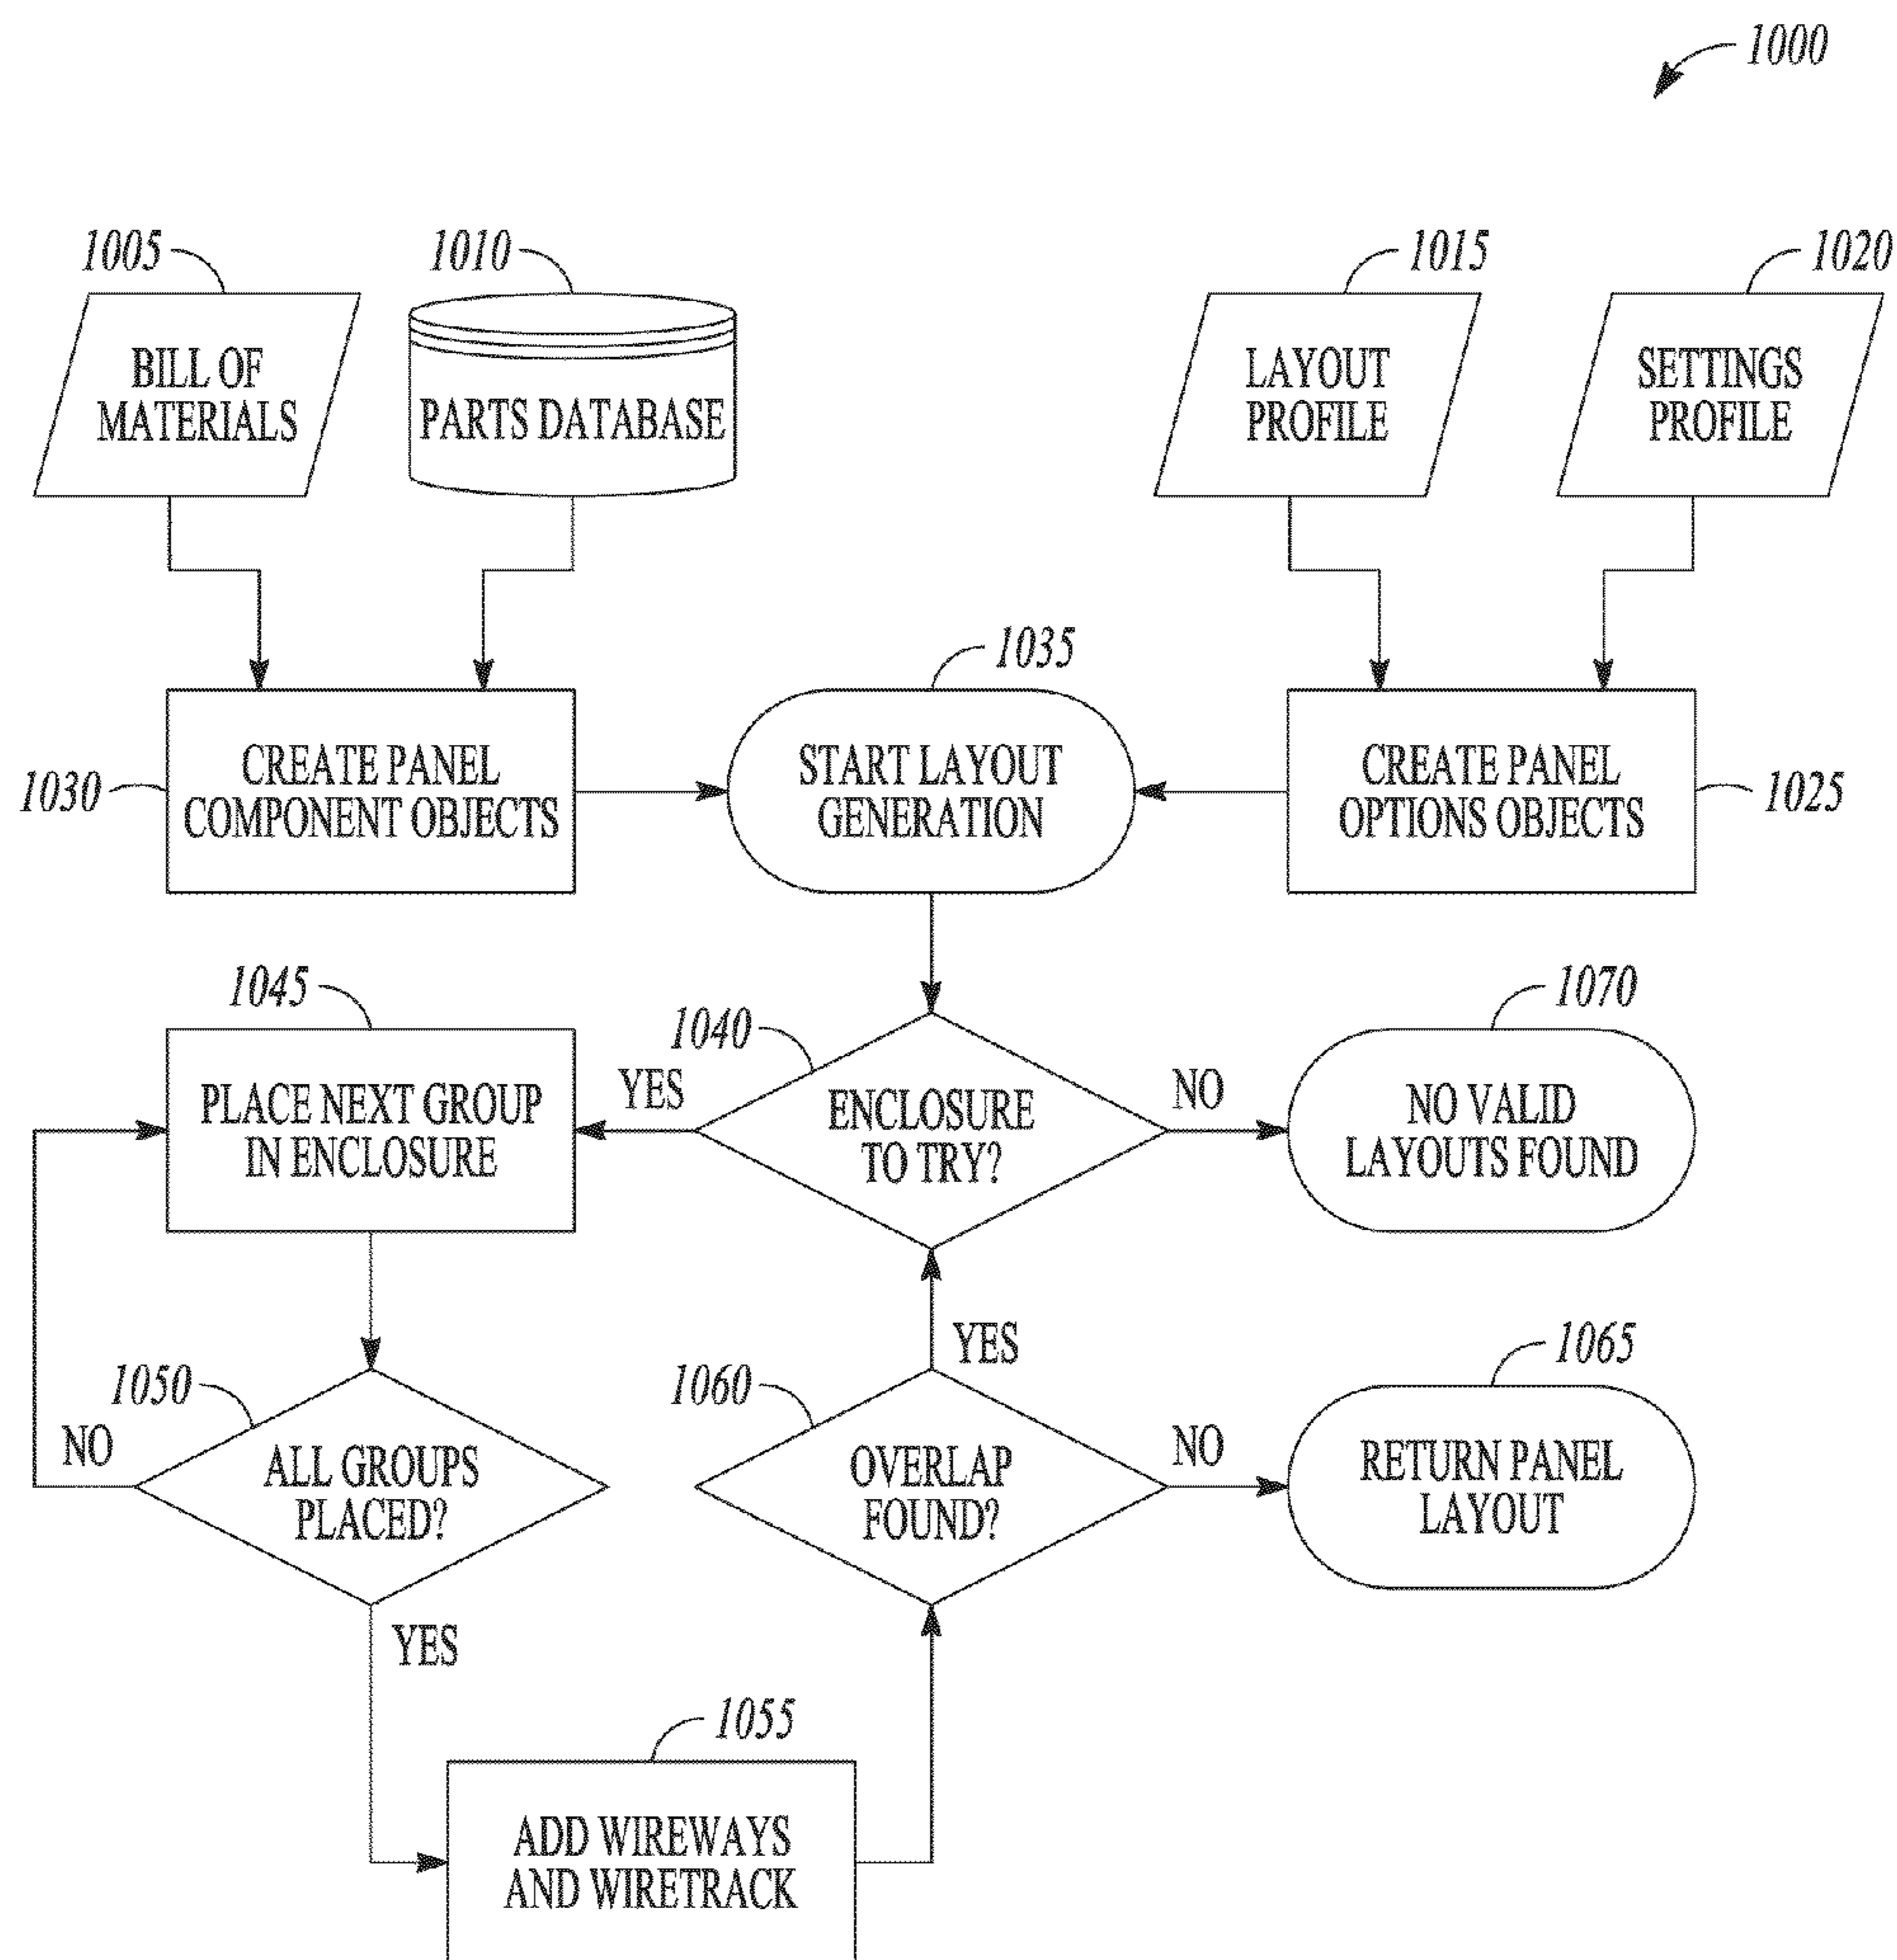 1000
1005
1010
1015
1020
BILL OF
MATERIALS
PARTS DATABASE
LAYOUT
PROFILE
SETTINGS
PROFILE
1035
1030
CREATE PANEL
COMPONENT OBJECTS
START LAYOUT
GENERATION
CREATE PANEL
OPTIONS OBJECTS
1025
1045
1040
1070
PLACE NEXT GROUP
IN ENCLOSURE
YES
ENCLOSURE
TO TRY?
NO
NO VALID
LAYOUTS FOUND
YES
1050
1060
1065
NO
ALL GROUPS
PLACED?
OVERLAP
FOUND?
NO
RETURN PANEL
LAYOUT
YES
1055
ADD WIREWAYS
AND WIRETRACK